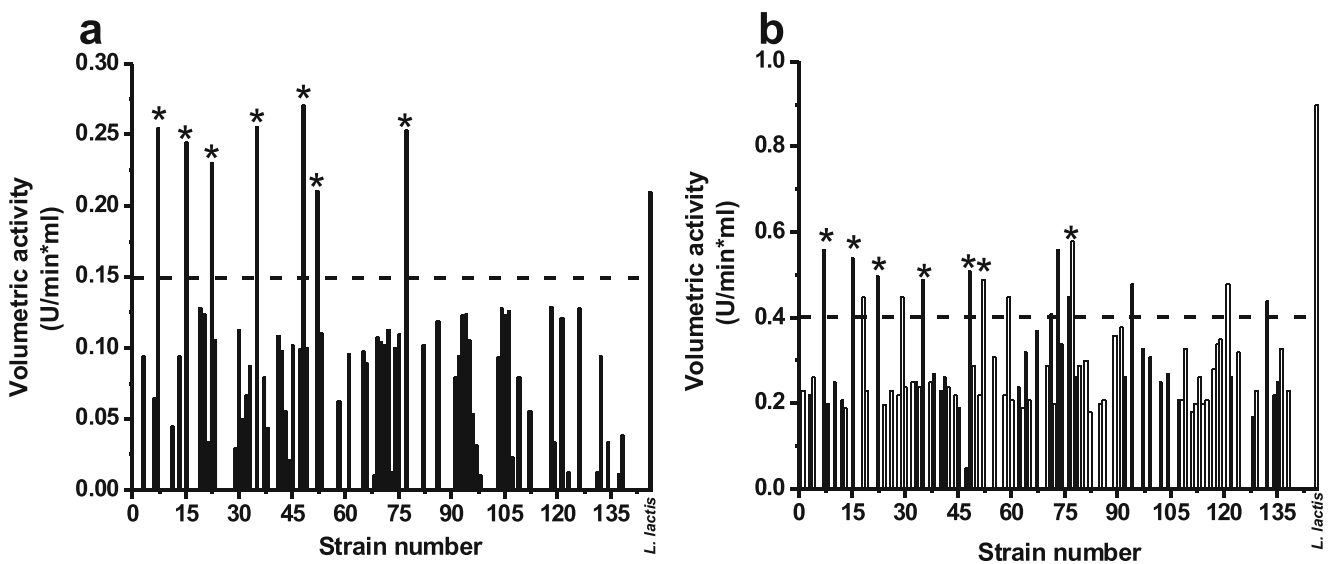 a
0.30
0.25
0.20
0.15
0.10
0.05
0.00
Volumetric activity
(U/min*ml)
* * * * * * *
0 15 30 45 60 75 90 105 120 135 L. lactis
Strain number
b
1.0
0.8
0.6
0.4
0.2
0.0
Volumetric activity
(U/min*ml)
* * * * * * *
0 15 30 45 60 75 90 105 120 135 L. lactis
Strain number